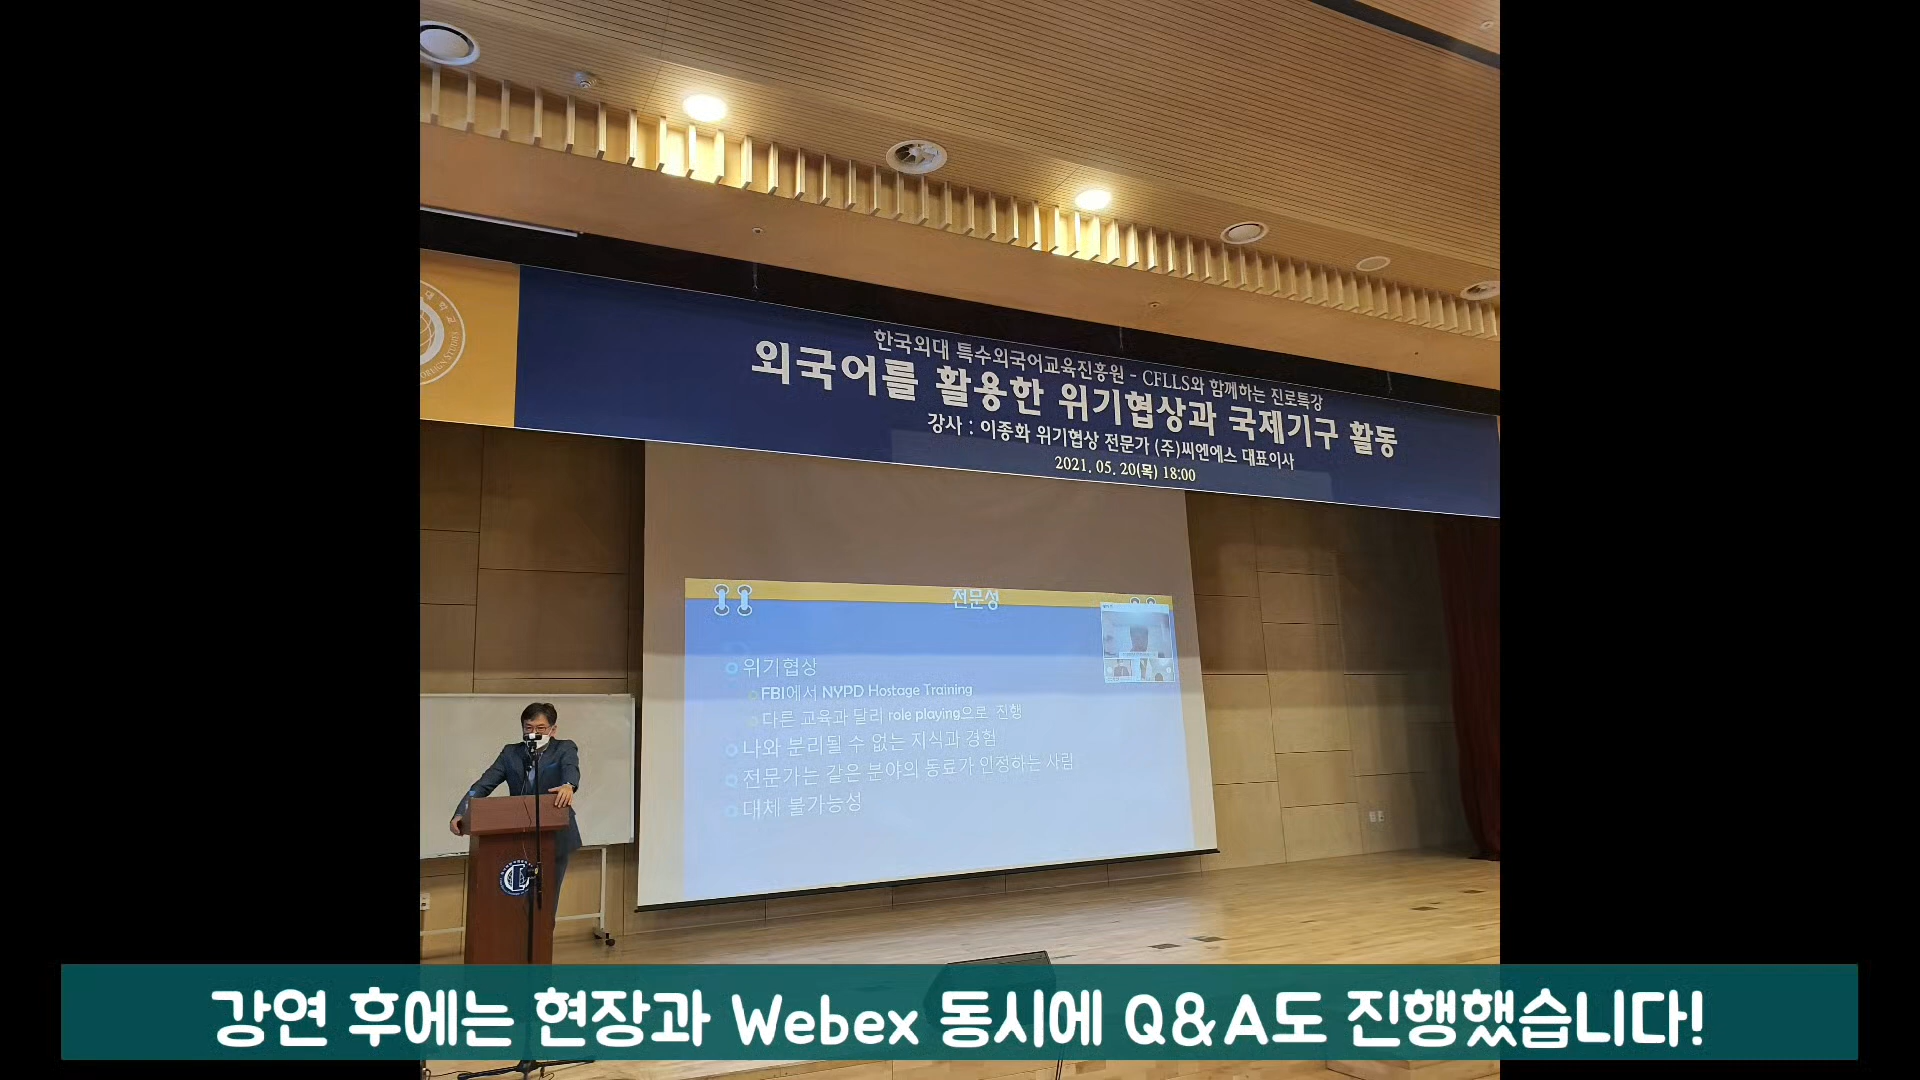 한국외대 특수외국어교육진흥원 - CFLLS와 함께하는 진로특강
외국어를 활용한 위기협상과 국제기구 활동
강사 : 이종화 위기협상 전문가 (주)씨엔에스 대표이사
2021. 05. 20(목) 18:00
전문성
위기협상
FBI에서 NYPD Hostage Training
다른 교육과 달리 role playing으로 진행
나와 분리될 수 없는 지식과 경험
전문가는 같은 분야의 동료가 인정하는 사람
대체 불가능성
강연 후에는 현장과 Webex 동시에 Q&A도 진행했습니다!